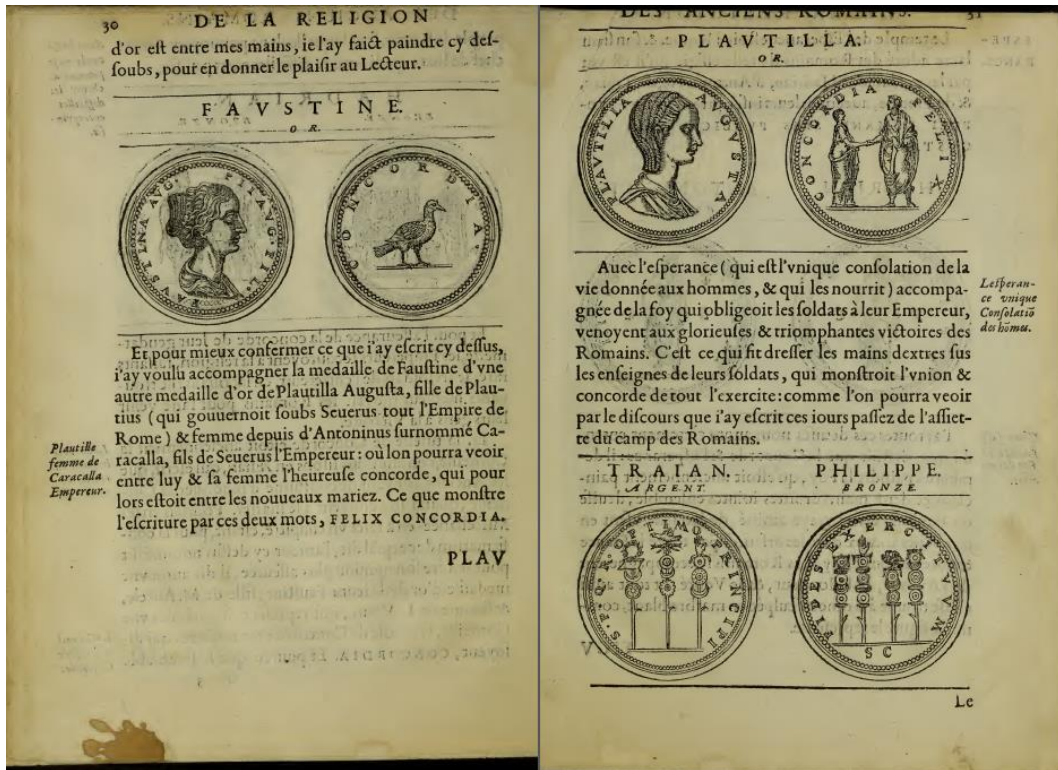 30
DE LA RELIGION
d'or eſt entre mes mains, ie l'ay faict paindre cy deſ-
ſoubs, pour en donner le plaiſir au Lecteur.
FAVSTINE.
OR.
FAVSTINA AVG. PII AVG. FIL.
CONCORDIA.
Et pour mieux confermer ce que i'ay eſcrit cy deſſus,
i'ay voulu accompagner la medaille de Fauſtine d'vne
autre medaille d'or de Plautilla Auguſta, fille de Plau-
tius (qui gouuernoit ſoubs Seuerus tout l'Empire de
Rome) & femme depuis d'Antoninus ſurnommé Ca-
racalla, fils de Seuerus l'Empereur: où lon pourra veoir
entre luy & ſa femme l'heureuſe concorde, qui pour
lors eſtoit entre les nouueaux mariez. Ce que monſtre
l'eſcriture par ces deux mots, FELIX CONCORDIA.
Plautille
femme de
Caracalla
Empereur.
PLAV
DES ANCIENS ROMAINS.
31
PLAVTILLA.
OR.
PLAVTILLA AVGVSTA
CONCORDIA FELIX
Auec l'eſperance (qui eſt l'vnique conſolation de la
vie donnée aux hommes, & qui les nourrit) accompa-
gnée de la foy qui obligeoit les ſoldats à leur Empereur,
venoyent aux glorieuſes & triomphantes victoires des
Romains. C'eſt ce qui fit dreſſer les mains dextres ſus
les enſeignes de leurs ſoldats, qui monſtroit l'vnion &
concorde de tout l'exercite: comme l'on pourra veoir
par le diſcours que i'ay eſcrit ces iours paſſez de l'aſſiet-
te du camp des Romains.
Leſperan-
ce vnique
Conſolatiō
des hōmes.
TRAIAN.
ARGENT.
PHILIPPE.
BRONZE.
S. P. Q. R. OPTIMO PRINCIPI
FIDES EXERCITVVM
SC
Le